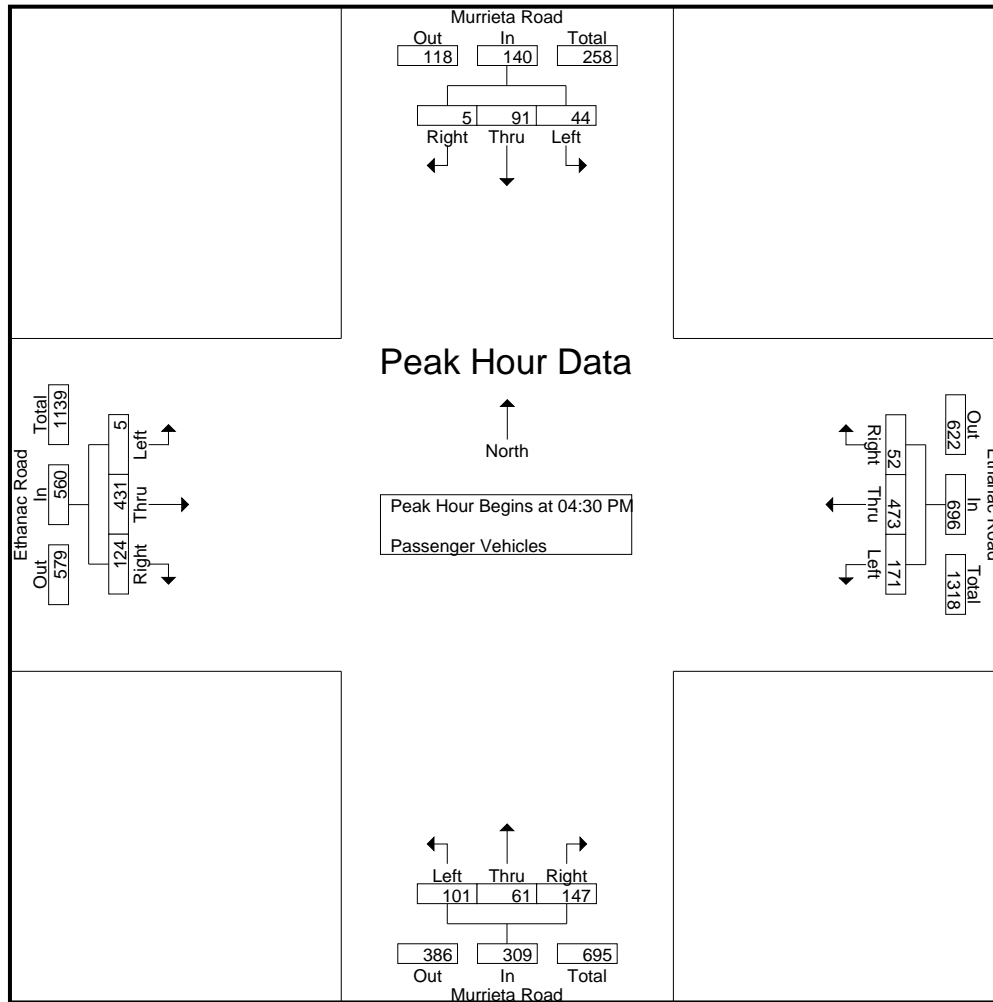 Murrieta Road
Out In Total
118 140 258
5 91 44
Right Thru Left
Peak Hour Data
North
Peak Hour Begins at 04:30 PM
Passenger Vehicles
Ethanac Road
Out In Total
579 560 1139
124 431 5
Right Thru Left
Ethanac Road
Out In Total
622 696 1318
52 473 171
Right Thru Left
Left Thru Right
101 61 147
386 309 695
Out In Total
Murrieta Road